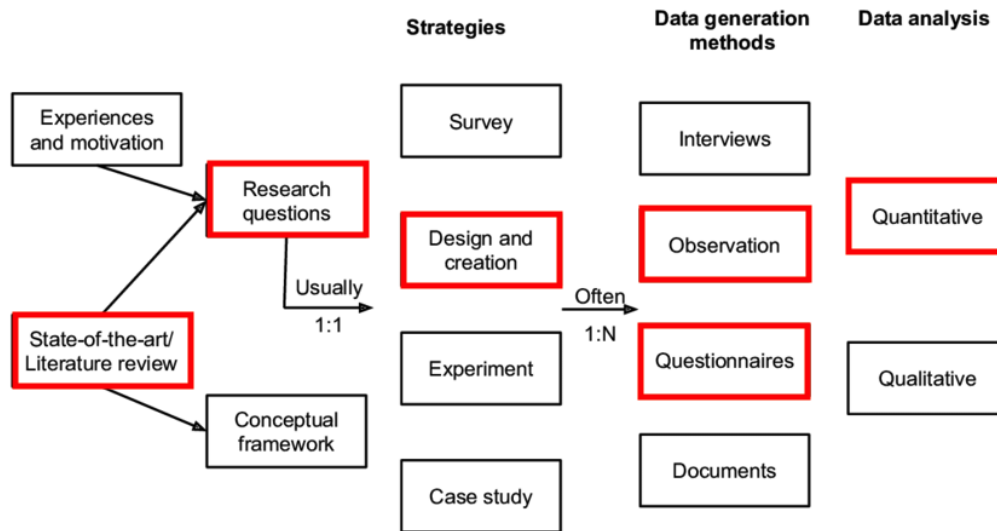 Strategies
Data generation
methods
Data analysis
Experiences
and motivation
Research
questions
State-of-the-art/
Literature review
Conceptual
framework
Usually
1:1
Survey
Design and
creation
Experiment
Case study
Often
1:N
Interviews
Observation
Questionnaires
Documents
Quantitative
Qualitative